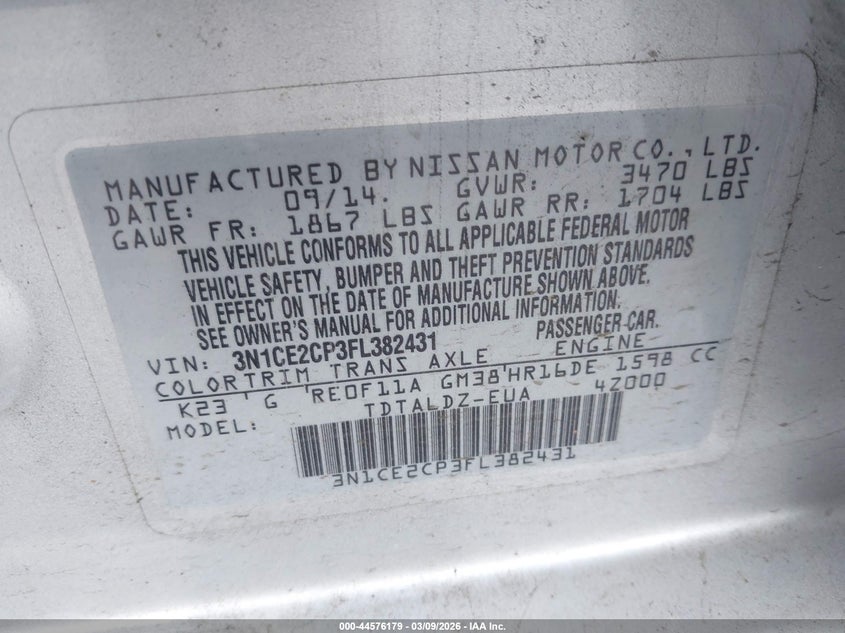 MANUFACTURED BY NISSAN MOTOR CO., LTD.
DATE: 09/14. GVWR: 3470 LBS
GAWR FR: 1867 LBS GAWR RR: 1704 LBS
THIS VEHICLE CONFORMS TO ALL APPLICABLE FEDERAL MOTOR
VEHICLE SAFETY, BUMPER AND THEFT PREVENTION STANDARDS
IN EFFECT ON THE DATE OF MANUFACTURE SHOWN ABOVE.
SEE OWNER'S MANUAL FOR ADDITIONAL INFORMATION.
VIN: 3N1CE2CP3FL382431 PASSENGER CAR.
COLOR TRIM TRANS AXLE ENGINE
K23 ' G 'RE0F11A GM38'HR16DE 1598 CC
MODEL: TDTALDZ-EUA 4Z000
3N1CE2CP3FL382431
000-44576179 | 03/09/2026 - IAA Inc.